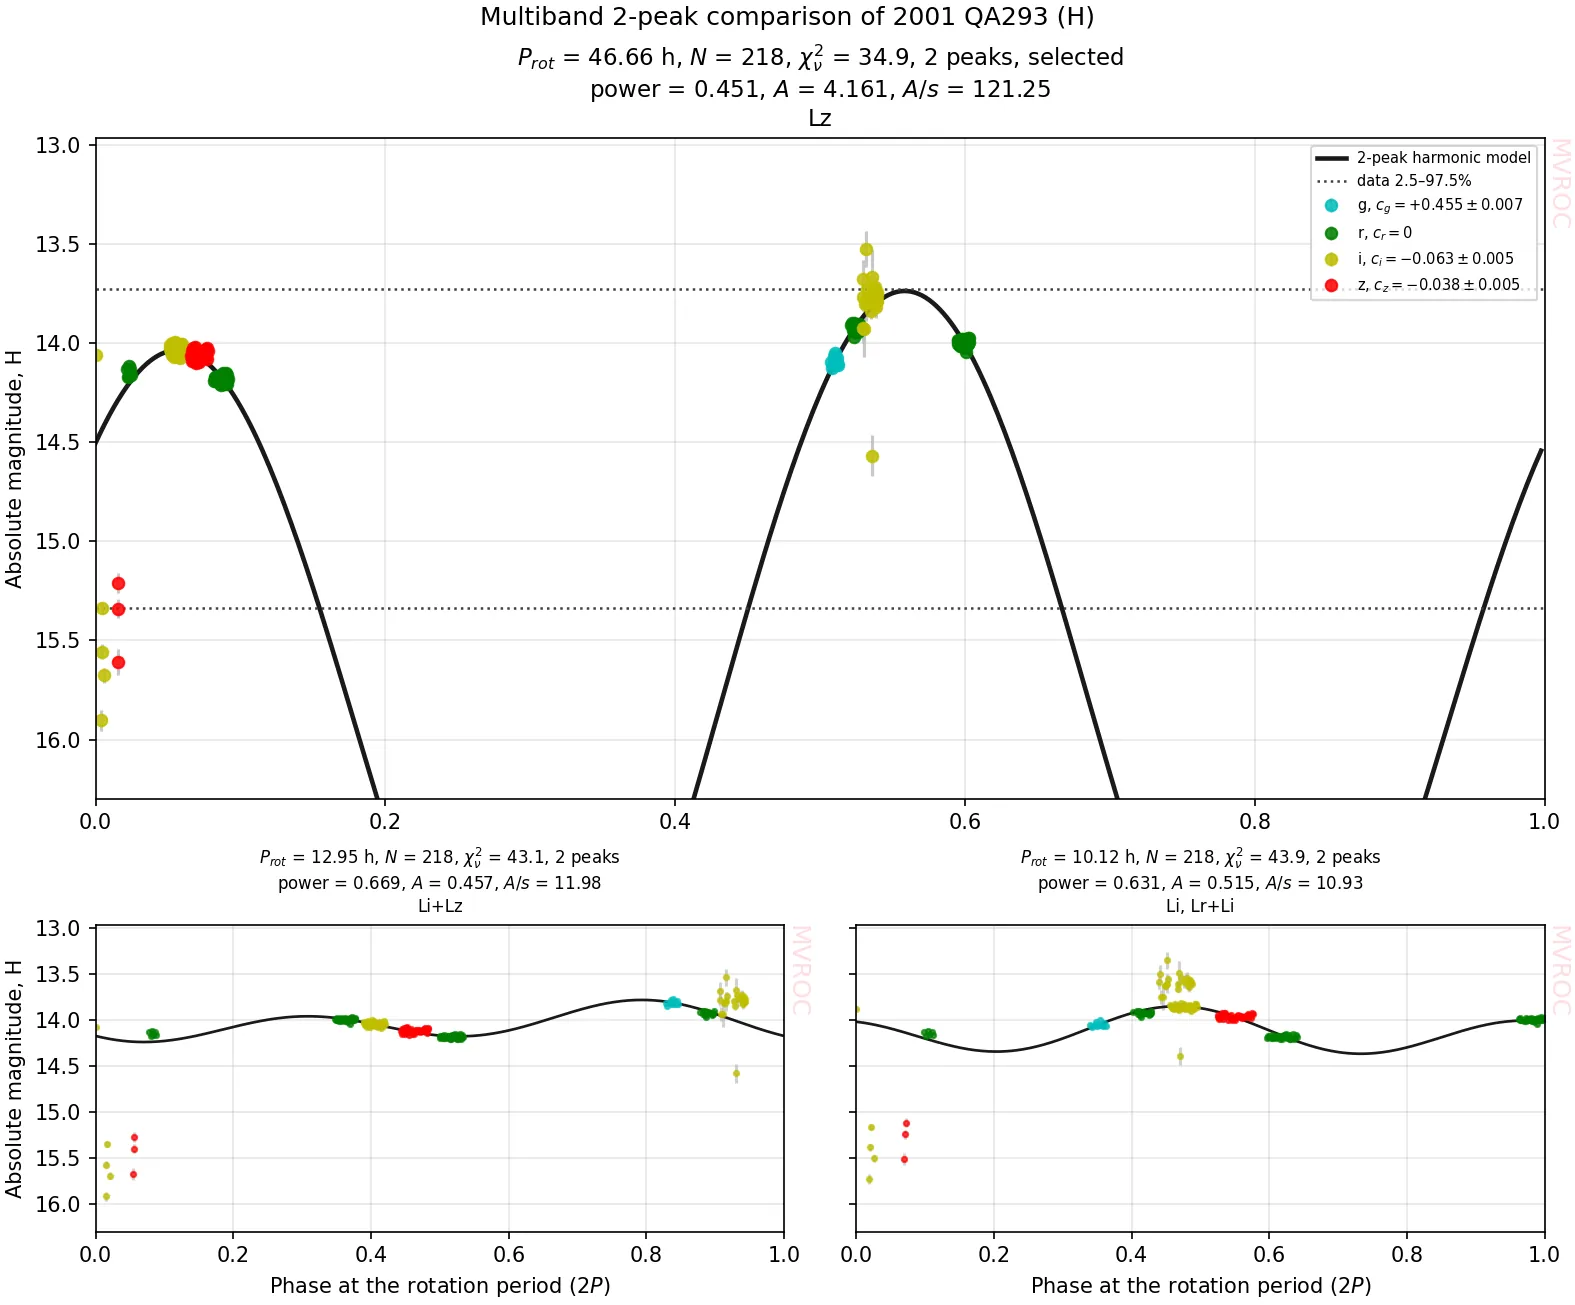 Multiband 2-peak comparison of 2001 QA293 (H)
P_rot = 46.66 h, N = 218, χ²_ν = 34.9, 2 peaks, selected
power = 0.451, A = 4.161, A/s = 121.25
Lz
2-peak harmonic model
data 2.5–97.5%
g, c_g = +0.455 ± 0.007
r, c_r = 0
i, c_i = −0.063 ± 0.005
z, c_z = −0.038 ± 0.005
MVROC
Absolute magnitude, H
13.0
13.5
14.0
14.5
15.0
15.5
16.0
0.0 0.2 0.4 0.6 0.8 1.0
P_rot = 12.95 h, N = 218, χ²_ν = 43.1, 2 peaks
power = 0.669, A = 0.457, A/s = 11.98
Li+Lz
MVROC
Absolute magnitude, H
13.0
13.5
14.0
14.5
15.0
15.5
16.0
0.0 0.2 0.4 0.6 0.8 1.0
Phase at the rotation period (2P)
P_rot = 10.12 h, N = 218, χ²_ν = 43.9, 2 peaks
power = 0.631, A = 0.515, A/s = 10.93
Li, Lr+Li
MVROC
0.0 0.2 0.4 0.6 0.8 1.0
Phase at the rotation period (2P)